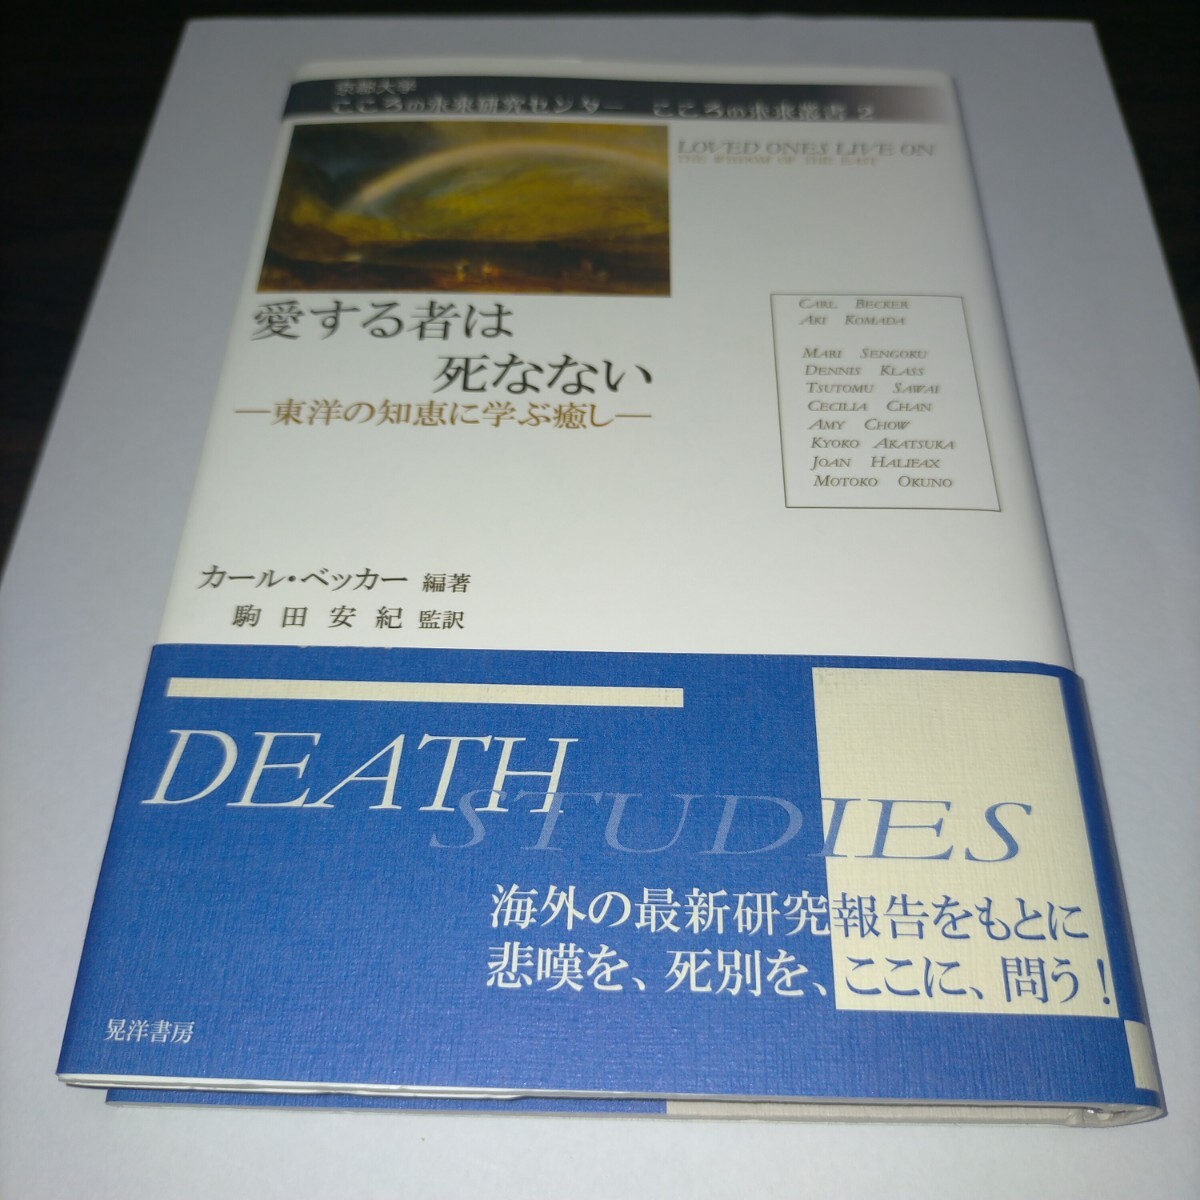 京都大学
こころの未来研究センター　こころの未来叢書 2
LOVED ONES LIVE ON
THE WISDOM OF THE EAST
愛する者は
死なない
―東洋の知恵に学ぶ癒し―
CARL BECKER
AKI KOMADA
MARI SENGOKU
DENNIS KLASS
TSUTOMU SAWAI
CECILIA CHAN
AMY CHOW
KYOKO AKATSUKA
JOAN HALIFAX
MOTOKO OKUNO
カール・ベッカー 編著
駒田安紀 監訳
DEATH
STUDIES
海外の最新研究報告をもとに
悲嘆を、死別を、ここに、問う！
晃洋書房